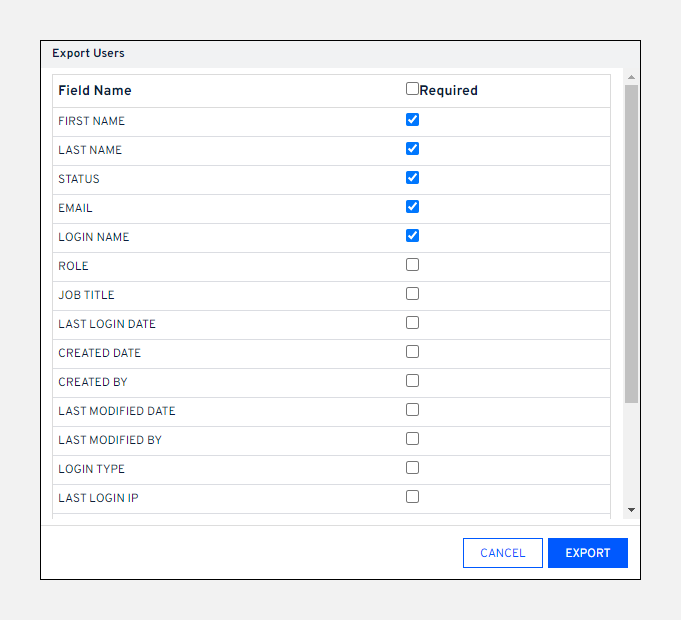 Export Users
Field Name Required
FIRST NAME
LAST NAME
STATUS
EMAIL
LOGIN NAME
ROLE
JOB TITLE
LAST LOGIN DATE
CREATED DATE
CREATED BY
LAST MODIFIED DATE
LAST MODIFIED BY
LOGIN TYPE
LAST LOGIN IP
CANCEL EXPORT